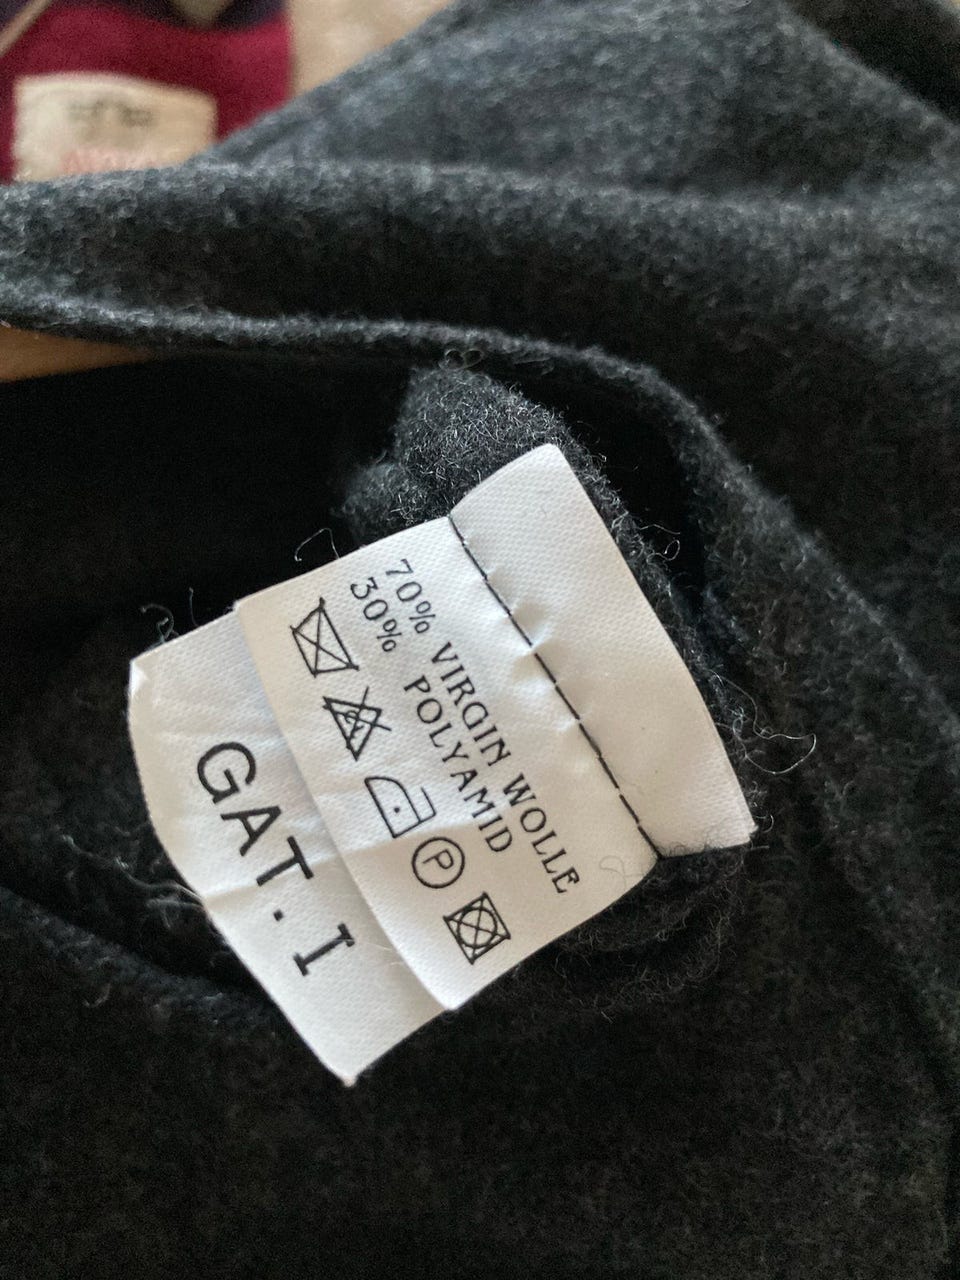 70% VIRGIN WOLLE
30% POLYAMID
P
GAT.I